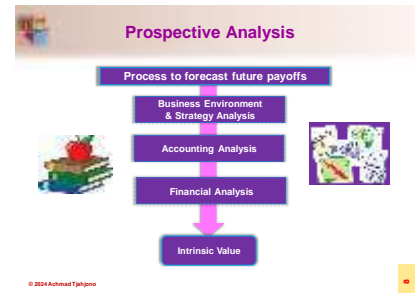 Prospective Analysis
Process to forecast future payoffs
Business Environment
& Strategy Analysis
Accounting Analysis
Financial Analysis
Intrinsic Value
© 2024 Achmad Tjahjono
8